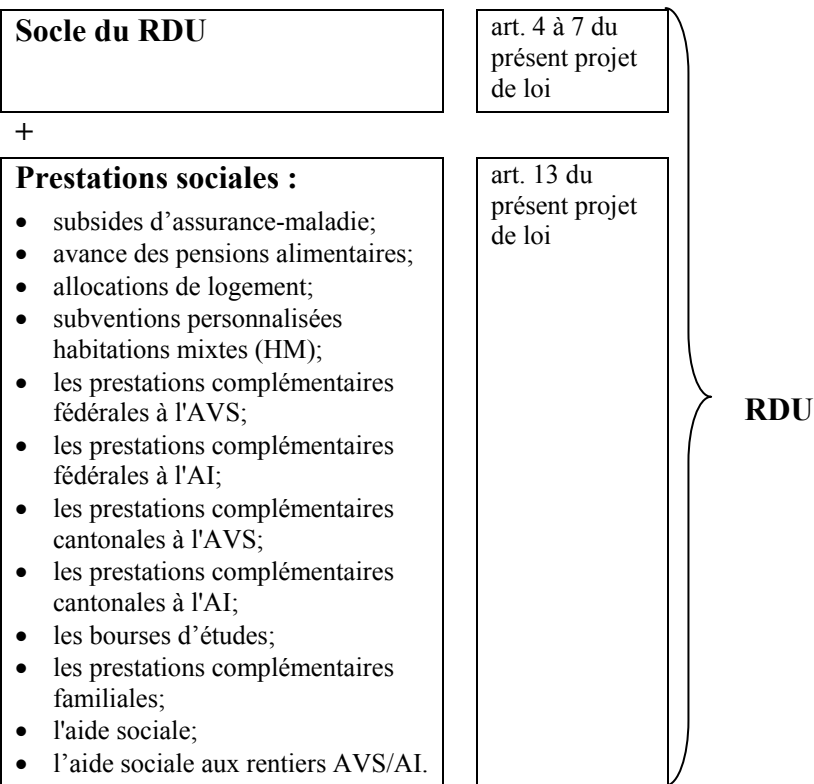 Socle du RDU
art. 4 à 7 du
présent projet
de loi
+
Prestations sociales :
• subsides d’assurance-maladie;
• avance des pensions alimentaires;
• allocations de logement;
• subventions personnalisées
habitations mixtes (HM);
• les prestations complémentaires
fédérales à l'AVS;
• les prestations complémentaires
fédérales à l'AI;
• les prestations complémentaires
cantonales à l'AVS;
• les prestations complémentaires
cantonales à l'AI;
• les bourses d’études;
• les prestations complémentaires
familiales;
• l'aide sociale;
• l’aide sociale aux rentiers AVS/AI.
art. 13 du
présent projet
de loi
RDU